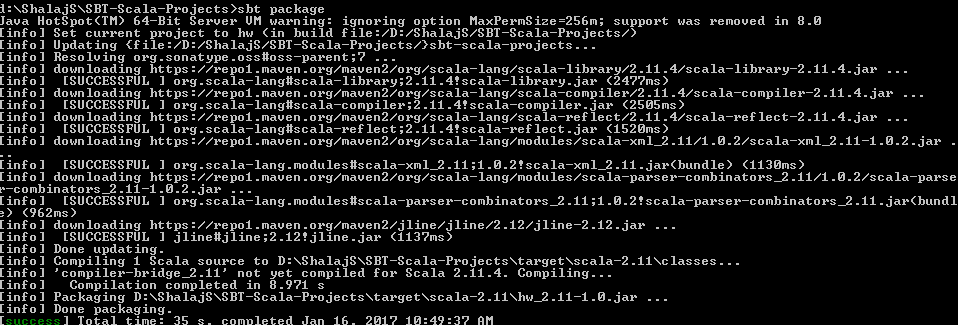 d:\ShalajS\SBT-Scala-Projects>sbt package
Java HotSpot(TM) 64-Bit Server VM warning: ignoring option MaxPermSize=256m; support was removed in 8.0
[info] Set current project to hw (in build file:/D:/ShalajS/SBT-Scala-Projects/)
[info] Updating {file:/D:/ShalajS/SBT-Scala-Projects/}sbt-scala-projects...
[info] Resolving org.sonatype.oss#oss-parent;7 ...
[info] downloading https://repo1.maven.org/maven2/org/scala-lang/scala-library/2.11.4/scala-library-2.11.4.jar ...
[info]  [SUCCESSFUL ] org.scala-lang#scala-library;2.11.4!scala-library.jar (2477ms)
[info] downloading https://repo1.maven.org/maven2/org/scala-lang/scala-compiler/2.11.4/scala-compiler-2.11.4.jar ...
[info]  [SUCCESSFUL ] org.scala-lang#scala-compiler;2.11.4!scala-compiler.jar (2505ms)
[info] downloading https://repo1.maven.org/maven2/org/scala-lang/scala-reflect/2.11.4/scala-reflect-2.11.4.jar ...
[info]  [SUCCESSFUL ] org.scala-lang#scala-reflect;2.11.4!scala-reflect.jar (1520ms)
[info] downloading https://repo1.maven.org/maven2/org/scala-lang/modules/scala-xml_2.11/1.0.2/scala-xml_2.11-1.0.2.jar .
..
[info]  [SUCCESSFUL ] org.scala-lang.modules#scala-xml_2.11;1.0.2!scala-xml_2.11.jar(bundle) (1130ms)
[info] downloading https://repo1.maven.org/maven2/org/scala-lang/modules/scala-parser-combinators_2.11/1.0.2/scala-parse
r-combinators_2.11-1.0.2.jar ...
[info]  [SUCCESSFUL ] org.scala-lang.modules#scala-parser-combinators_2.11;1.0.2!scala-parser-combinators_2.11.jar(bundl
e) (962ms)
[info] downloading https://repo1.maven.org/maven2/jline/jline/2.12/jline-2.12.jar ...
[info]  [SUCCESSFUL ] jline#jline;2.12!jline.jar (1137ms)
[info] Done updating.
[info] Compiling 1 Scala source to D:\ShalajS\SBT-Scala-Projects\target\scala-2.11\classes...
[info] 'compiler-bridge_2.11' not yet compiled for Scala 2.11.4. Compiling...
[info]   Compilation completed in 8.971 s
[info] Packaging D:\ShalajS\SBT-Scala-Projects\target\scala-2.11\hw_2.11-1.0.jar ...
[info] Done packaging.
[success] Total time: 35 s, completed Jan 16, 2017 10:49:37 AM